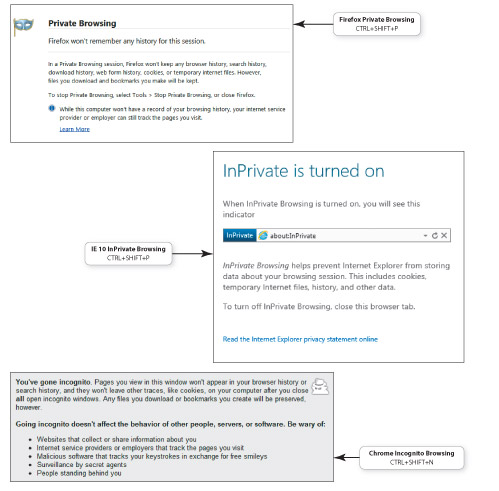 Private Browsing
Firefox won't remember any history for this session.
In a Private Browsing session, Firefox won't keep any browser history, search history,
download history, web form history, cookies, or temporary internet files. However,
files you download and bookmarks you make will be kept.
To stop Private Browsing, select Tools > Stop Private Browsing, or close Firefox.
While this computer won't have a record of your browsing history, your internet service
provider or employer can still track the pages you visit.
Learn More
Firefox Private Browsing
CTRL+SHIFT+P
InPrivate is turned on
When InPrivate Browsing is turned on, you will see this
indicator
InPrivate about:InPrivate
InPrivate Browsing helps prevent Internet Explorer from storing
data about your browsing session. This includes cookies,
temporary Internet files, history, and other data.
To turn off InPrivate Browsing, close this browser tab.
Read the Internet Explorer privacy statement online
IE 10 InPrivate Browsing
CTRL+SHIFT+P
You've gone incognito. Pages you view in this window won't appear in your browser history or
search history, and they won't leave other traces, like cookies, on your computer after you close
all open incognito windows. Any files you download or bookmarks you create will be preserved,
however.
Going incognito doesn't affect the behavior of other people, servers, or software. Be wary of:
• Websites that collect or share information about you
• Internet service providers or employers that track the pages you visit
• Malicious software that tracks your keystrokes in exchange for free smileys
• Surveillance by secret agents
• People standing behind you
Chrome Incognito Browsing
CTRL+SHIFT+N